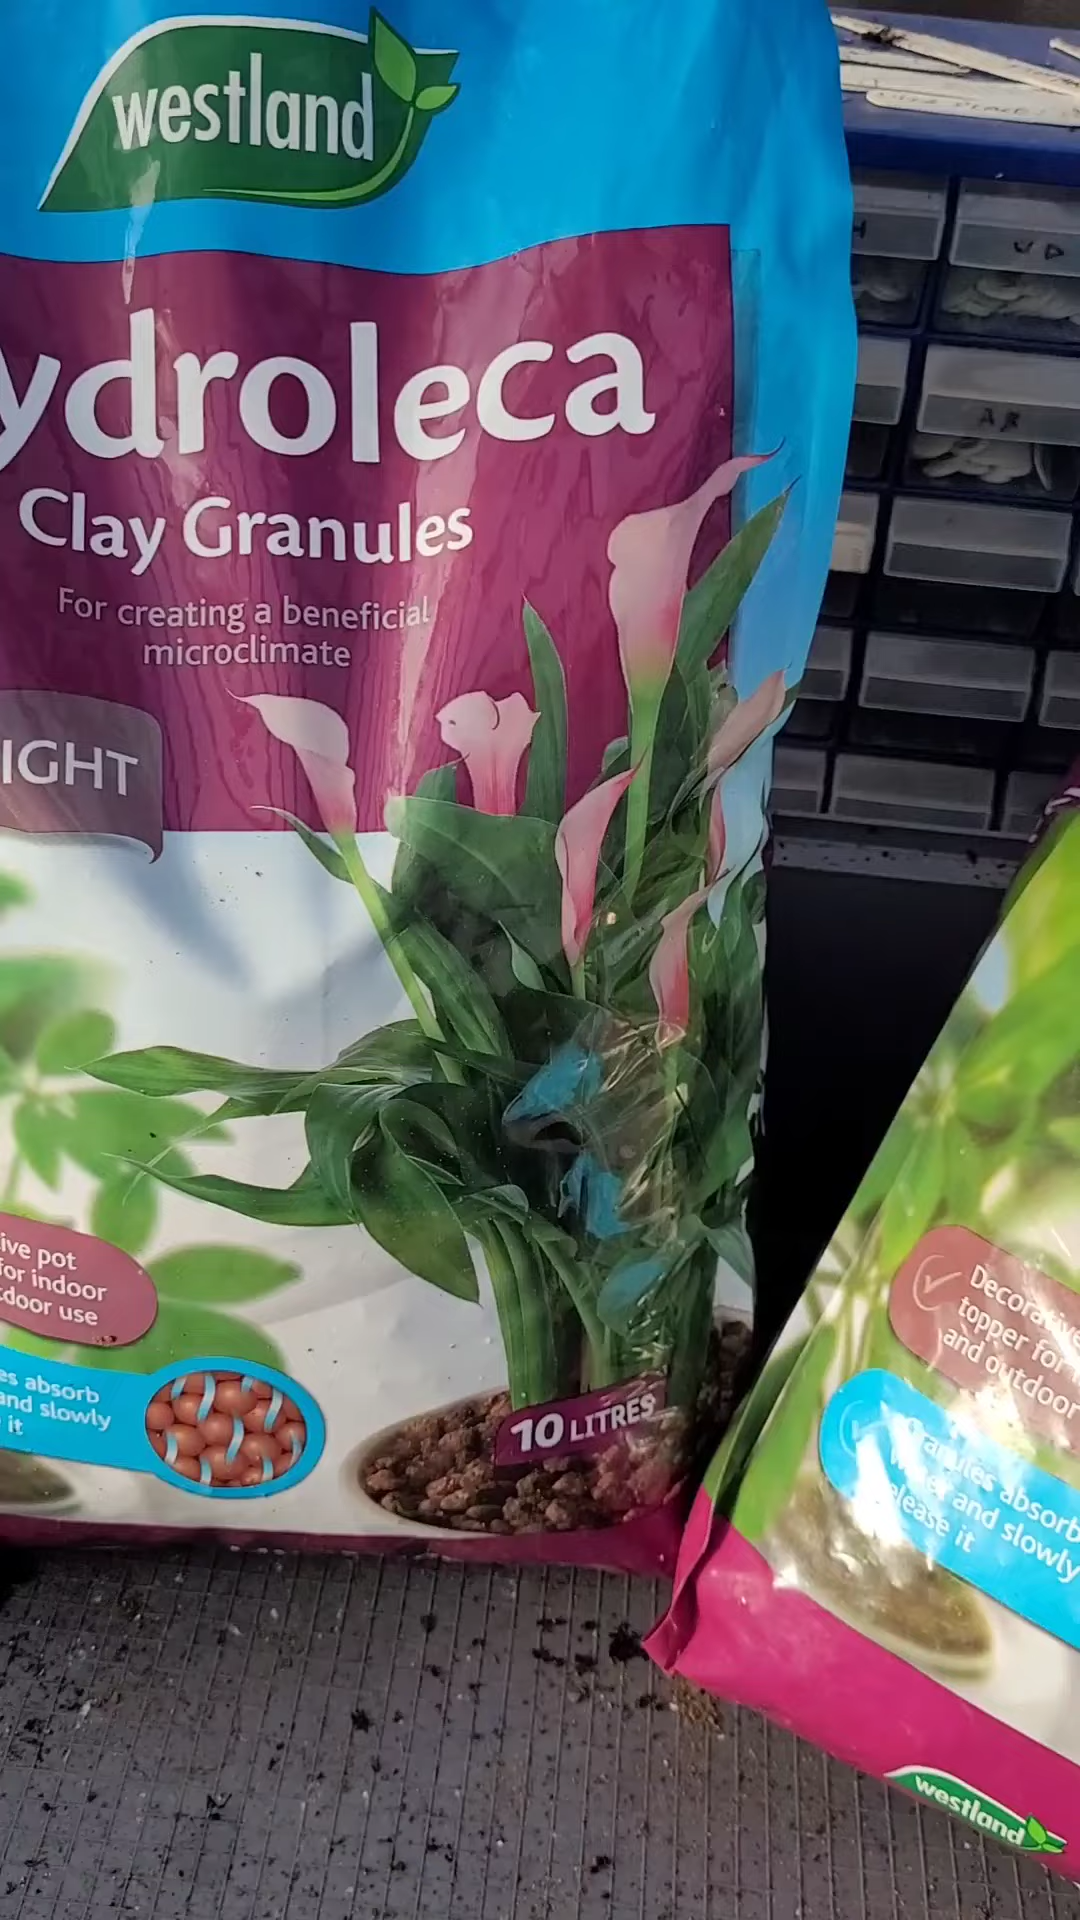 westland
ydroleca
Clay Granules
For creating a beneficial
microclimate
IGHT
ive pot
for indoor
tdoor use
es absorb
and slowly
it
10 LITRES
A
Decorative
topper for
and outdoor
Granules absorb
water and slowly
release it
westland